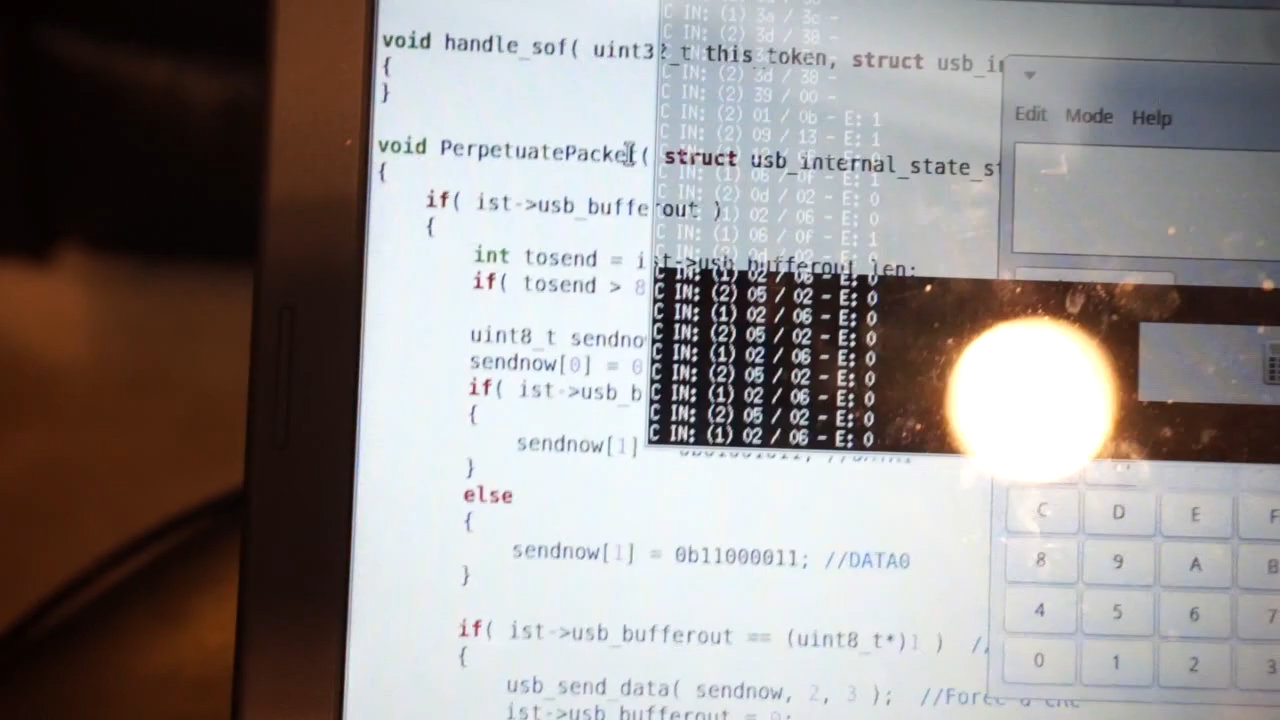 void handle_sof( uint3 _t this_token, struct usb_i
{
}
void PerpetuatePacket( struct usb_internal_state_st
{
if( ist->usb_bufferout )
{
int tosend = ist->usb_bufferout_len;
if( tosend > 8
uint8_t sendno
sendnow[0] = 0
if( ist->usb_b
{
sendnow[1]
}
else
{
sendnow[1] = 0b11000011; //DATA0
}
if( ist->usb_bufferout == (uint8_t*)1 ) //
{
usb_send_data( sendnow, 2, 3 ); //Force a
ist->usb_bufferout = 0;
C IN: (1) 3a / 3c -
C IN: (2) 3d / 38 -
C IN: (2) 3d / 38 -
C IN: (2) 39 / 00 -
C IN: (2) 01 / 0b - E: 1
C IN: (2) 09 / 13 - E: 1
C IN: (1) 06 / 0f - E: 1
C IN: (2) 0d / 02 - E: 0
C IN: (1) 02 / 06 - E: 0
C IN: (1) 06 / 0f - E: 1
C IN: (1) 02 / 06 - E: 0
C IN: (2) 05 / 02 - E: 0
C IN: (1) 02 / 06 - E: 0
C IN: (2) 05 / 02 - E: 0
C IN: (1) 02 / 06 - E: 0
C IN: (2) 05 / 02 - E: 0
C IN: (1) 02 / 06 - E: 0
C IN: (2) 05 / 02 - E: 0
C IN: (1) 02 / 06 - E: 0
Edit Mode Help
C D E F
8 9 A B
4 5 6 7
0 1 2 3